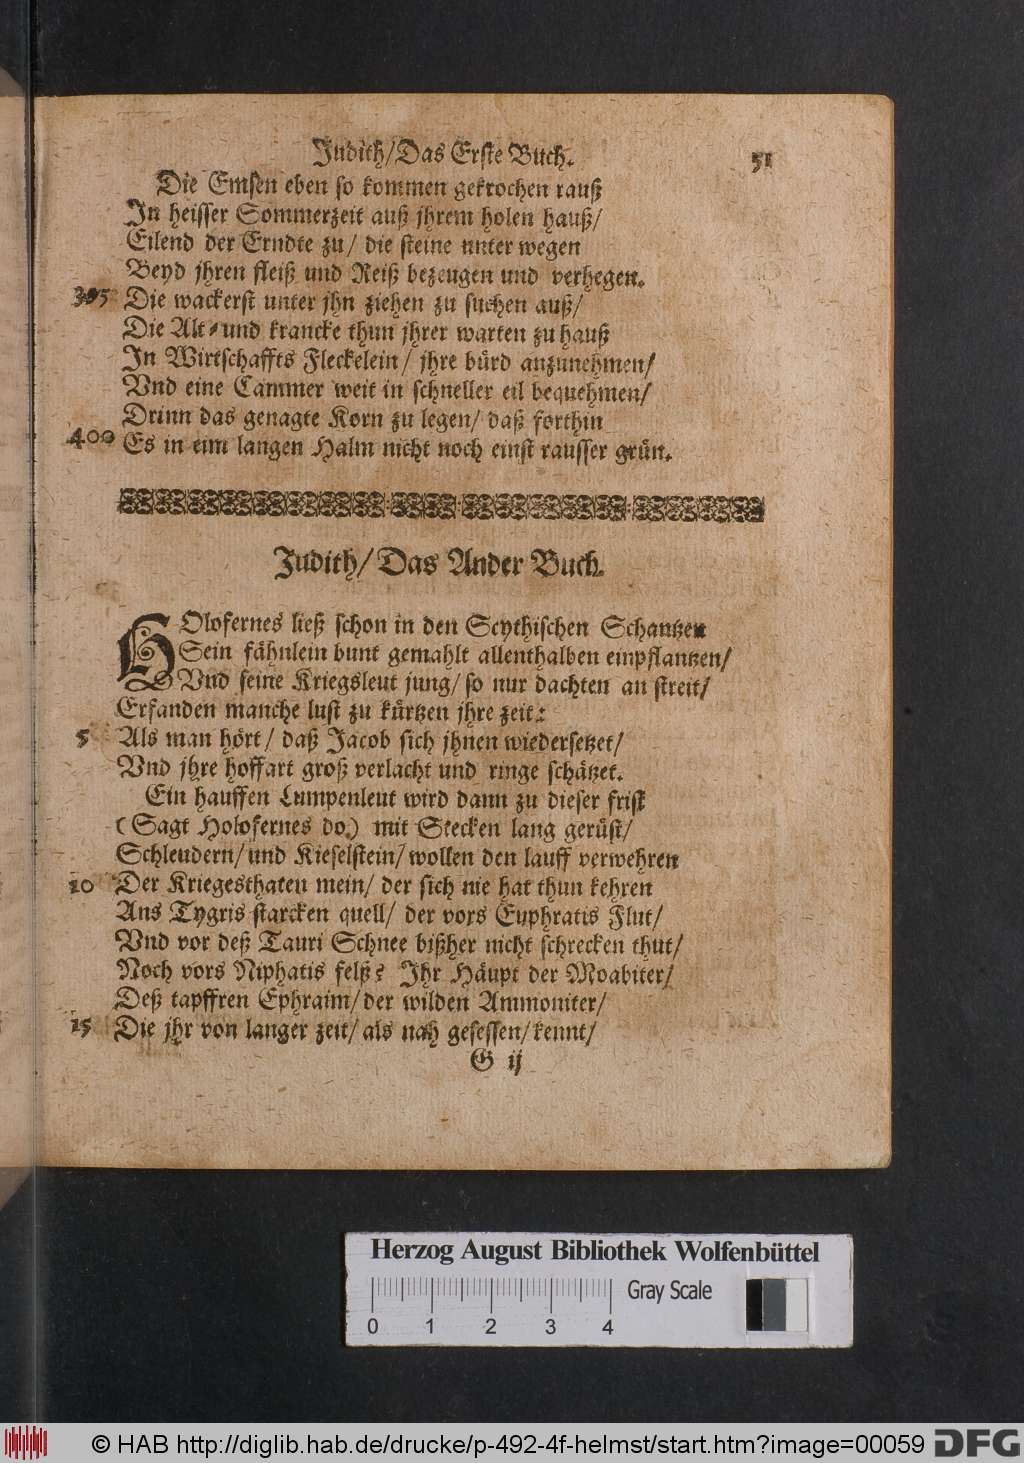 Judith/ Das Erste Buch. 51
Die Emsen eben so kommen gekrochen rauß
In heisser Sommerzeit auß jhrem holen hauß/
Eilend der Erndte zu/ die steine unter wegen
Beyd jhren fleiß und Reiß bezeugen und verhegen.
395 Die wackerst unter jhn ziehen zu suchen auß/
Die Alt- und krancke thun jhrer warten zu hauß
In Wirtschaffts Fleckelein/ jhre bürd anzunehmen/
Vnd eine Cammer weit in schneller eil bequehmen/
Drinn das genagte Korn zu legen/ daß forthin
400 Es in eim langen Halm nicht noch einst rausser grün.
Judith/ Das Ander Buch.
HOlofernes ließ schon in den Scythischen Schantzen
Sein fähnlein bunt gemahlt allenthalben einpflantzen/
Vnd seine Kriegsleut jung/ so nur dachten an streit/
Erfanden manche lust zu kürtzen jhre zeit:
5 Als man hört/ daß Jacob sich jhnen wiedersetzet/
Vnd jhre hoffart groß verlacht und ringe schätzet.
Ein hauffen Lumpenleut wird dann zu dieser frist
(Sagt Holofernes do.) mit Stecken lang gerüst/
Schleudern/ und Kieselstein/ wollen den lauff verwehren
10 Der Kriegesthaten mein/ der sich nie hat thun kehren
Ans Tygris starcken quell/ der vors Euphratis Flut/
Vnd vor deß Tauri Schnee bißher nicht schrecken thut/
Noch vors Niphatis felß? Ihr Häupt der Moabiter/
Deß tapffren Ephraim/ der wilden Ammoniter/
15 Die jhr von langer zeit/ als nah gesessen/ kennt/
G ij
Herzog August Bibliothek Wolfenbüttel
Gray Scale
0 1 2 3 4
© HAB http://diglib.hab.de/drucke/p-492-4f-helmst/start.htm?image=00059 DFG